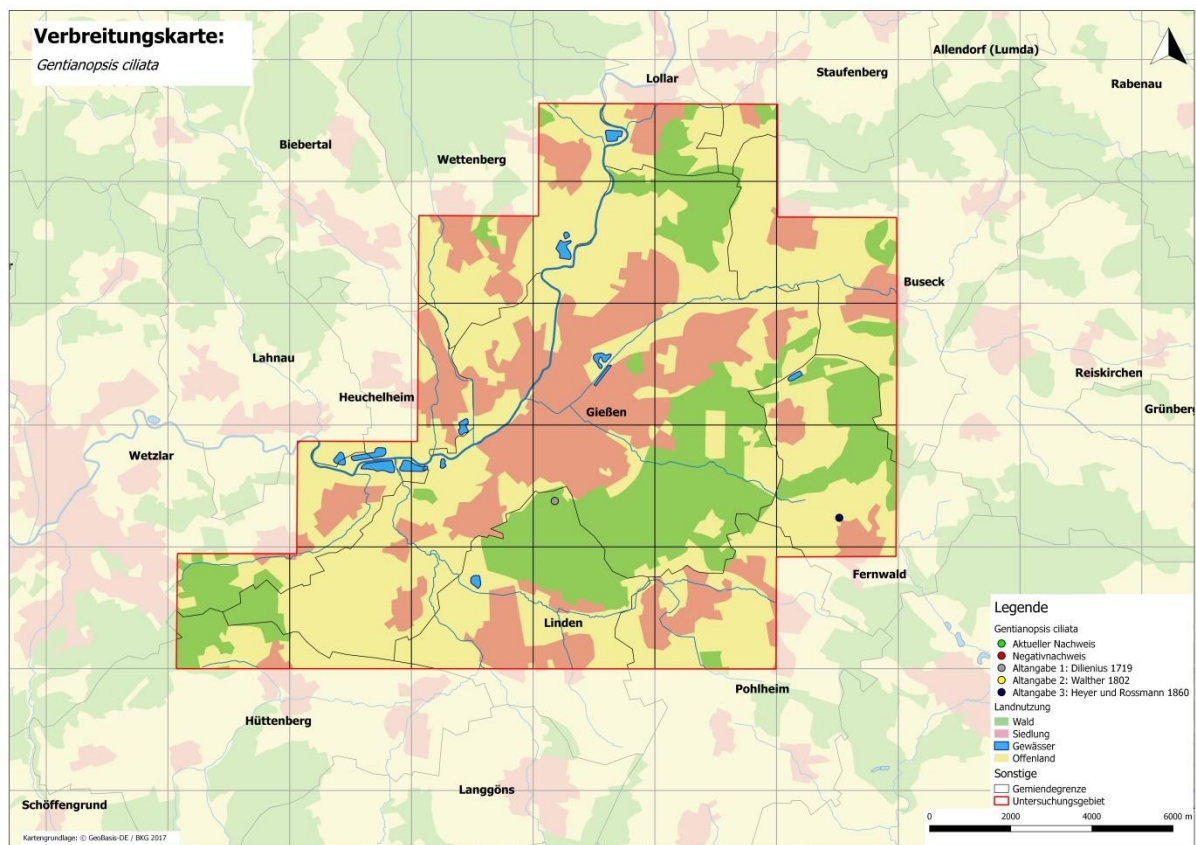 Verbreitungskarte:
Gentianopsis ciliata
Allendorf (Lumda)
Staufenberg
Lollar
Rabenau
Biebertal
Wettenberg
Buseck
Lahnau
Reiskirchen
Heuchelheim
Gießen
Grünberg
Wetzlar
Fernwald
Linden
Pohlheim
Hüttenberg
Langgöns
Schöffengrund
Legende
Gentianopsis ciliata
Aktueller Nachweis
Negativnachweis
Altangabe 1: Dillenius 1719
Altangabe 2: Walther 1802
Altangabe 3: Heyer und Rossmann 1860
Landnutzung
Wald
Siedlung
Gewässer
Offenland
Sonstige
Gemiendegrenze
Untersuchungsgebiet
0 2000 4000 6000 m
Kartengrundlage: © GeoBasis-DE / BKG 2017